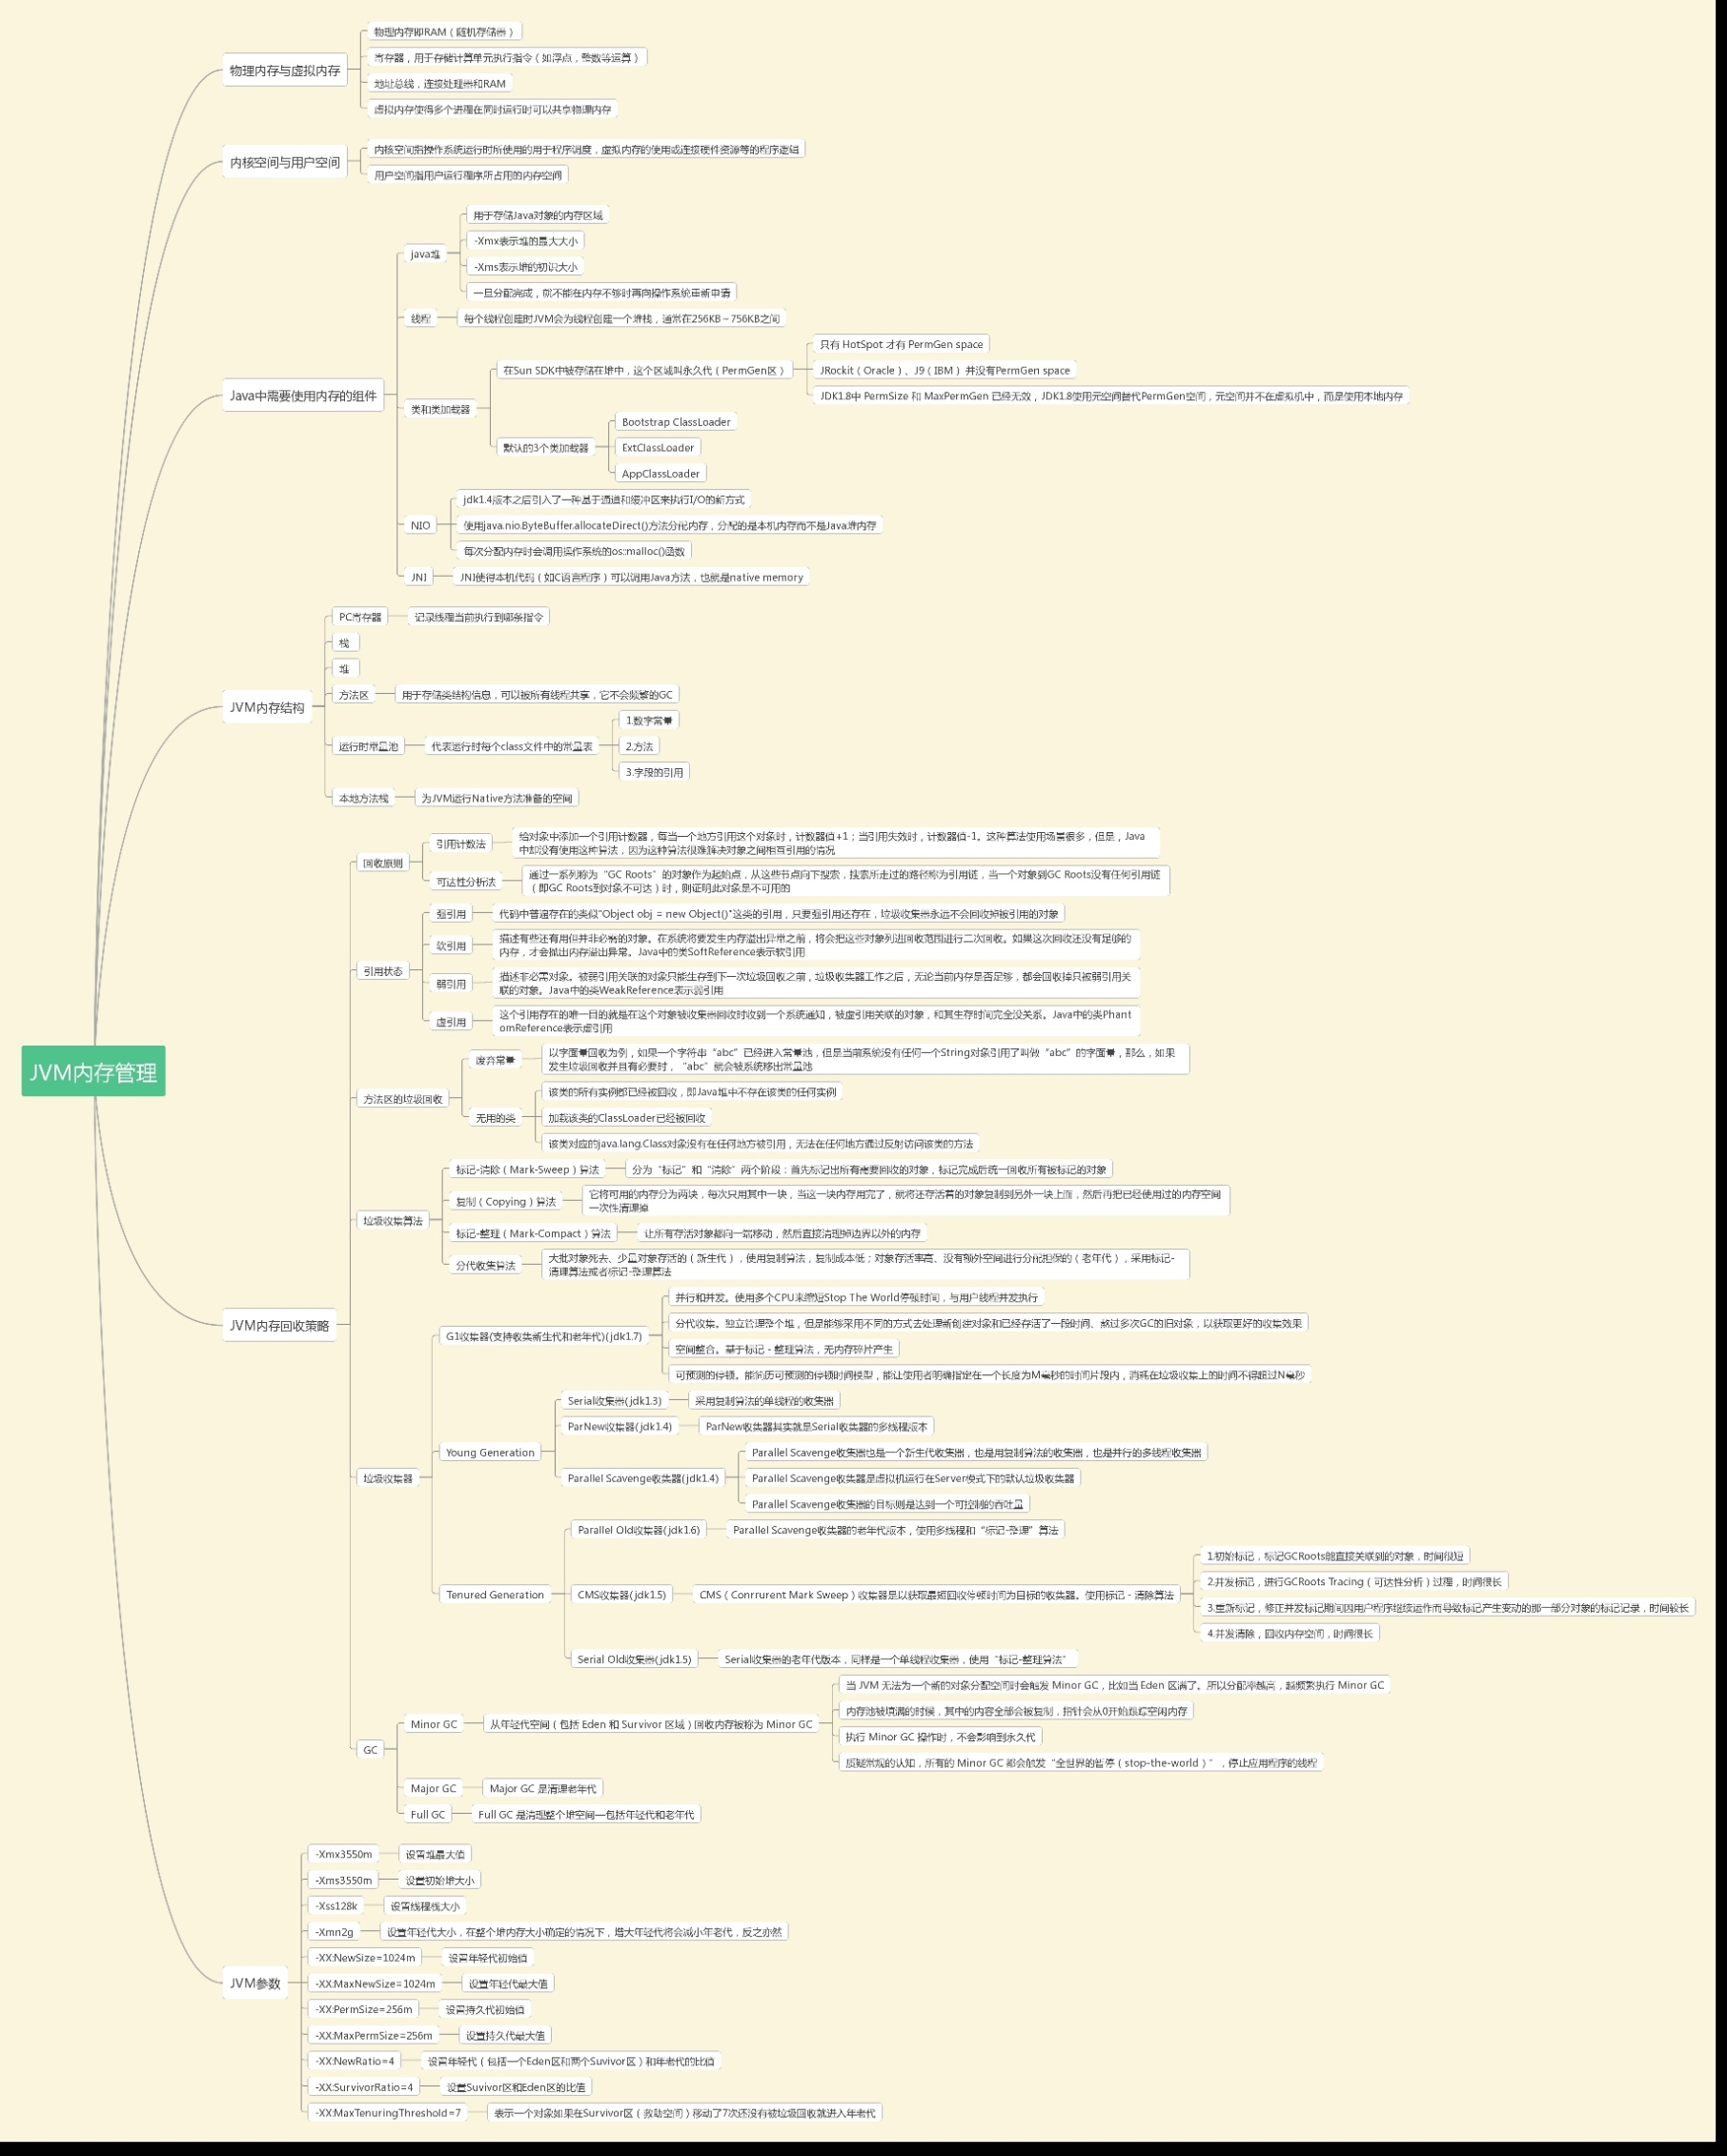 物理内存与虚拟内存
物理内存即RAM（随机存储器）
寄存器，用于存储计算单元执行指令（如浮点，整数等运算）
地址总线，连接处理器和RAM
虚拟内存使得多个进程在同时运行时可以共享物理内存
内核空间与用户空间
内核空间指操作系统运行时所使用的用于程序调度，虚拟内存的使用或连接硬件资源等的程序逻辑
用户空间指用户运行程序所占用的内存空间
Java中需要使用内存的组件
java堆
用于存储Java对象的内存区域
-Xmx表示堆的最大大小
-Xms表示堆的初识大小
一旦分配完成，就不能在内存不够时再向操作系统重新申请
线程
每个线程创建时JVM会为线程创建一个堆栈，通常在256KB~756KB之间
类和类加载器
在Sun SDK中被存储在堆中，这个区域叫永久代（PermGen区）
只有 HotSpot 才有 PermGen space
JRockit（Oracle）、J9（IBM） 并没有PermGen space
JDK1.8中 PermSize 和 MaxPermGen 已经无效，JDK1.8使用元空间替代PermGen空间，元空间并不在虚拟机中，而是使用本地内存
默认的3个类加载器
Bootstrap ClassLoader
ExtClassLoader
AppClassLoader
NIO
jdk1.4版本之后引入了一种基于通道和缓冲区来执行I/O的新方式
使用java.nio.ByteBuffer.allocateDirect()方法分配内存，分配的是本机内存而不是Java堆内存
每次分配内存时会调用操作系统的os::malloc()函数
JNI
JNI使得本机代码（如C语言程序）可以调用Java方法，也就是native memory
JVM内存结构
PC寄存器
记录线程当前执行到哪条指令
栈
堆
方法区
用于存储类结构信息，可以被所有线程共享，它不会频繁的GC
运行时常量池
代表运行时每个class文件中的常量表
1.数字常量
2.方法
3.字段的引用
本地方法栈
为JVM运行Native方法准备的空间
JVM内存管理
JVM内存回收策略
回收原则
引用计数法
给对象中添加一个引用计数器，每当一个地方引用这个对象时，计数器值+1；当引用失效时，计数器值-1。这种算法使用场景很多，但是，Java
中却没有使用这种算法，因为这种算法很难解决对象之间相互引用的情况
可达性分析法
通过一系列称为“GC Roots”的对象作为起始点，从这些节点向下搜索，搜索所走过的路径称为引用链，当一个对象到GC Roots没有任何引用链
（即GC Roots到对象不可达）时，则证明此对象是不可用的
引用状态
强引用
代码中普遍存在的类似"Object obj = new Object()"这类的引用，只要强引用还存在，垃圾收集器永远不会回收掉被引用的对象
软引用
描述有些还有用但并非必需的对象。在系统将要发生内存溢出异常之前，将会把这些对象列进回收范围进行二次回收。如果这次回收还没有足够的
内存，才会抛出内存溢出异常。Java中的类SoftReference表示软引用
弱引用
描述非必需对象。被弱引用关联的对象只能生存到下一次垃圾回收之前，垃圾收集器工作之后，无论当前内存是否足够，都会回收掉只被弱引用关
联的对象。Java中的类WeakReference表示弱引用
虚引用
这个引用存在的唯一目的就是在这个对象被收集器回收时收到一个系统通知，被虚引用关联的对象，和其生存时间完全没关系。Java中的类Phant
omReference表示虚引用
方法区的垃圾回收
废弃常量
以字面量回收为例，如果一个字符串“abc”已经进入常量池，但是当前系统没有任何一个String对象引用了叫做“abc”的字面量，那么，如果
发生垃圾回收并且有必要时，“abc”就会被系统移出常量池
无用的类
该类的所有实例都已经被回收，即Java堆中不存在该类的任何实例
加载该类的ClassLoader已经被回收
该类对应的java.lang.Class对象没有在任何地方被引用，无法在任何地方通过反射访问该类的方法
垃圾收集算法
标记-清除（Mark-Sweep）算法
分为“标记”和“清除”两个阶段：首先标记出所有需要回收的对象，标记完成后统一回收所有被标记的对象
复制（Copying）算法
它将可用的内存分为两块，每次只用其中一块，当这一块内存用完了，就将还存活着的对象复制到另外一块上面，然后再把已经使用过的内存空间
一次性清理掉
标记-整理（Mark-Compact）算法
让所有存活对象都向一端移动，然后直接清理掉边界以外的内存
分代收集算法
大批对象死去、少量对象存活的（新生代），使用复制算法，复制成本低；对象存活率高、没有额外空间进行分配担保的（老年代），采用标记-
清理算法或者标记-整理算法
垃圾收集器
G1收集器(支持收集新生代和老年代)(jdk1.7)
并行和并发。使用多个CPU来缩短Stop The World停顿时间，与用户线程并发执行
分代收集。独立管理整个堆，但是能够采用不同的方式去处理新创建对象和已经存活了一段时间、熬过多次GC的旧对象，以获取更好的收集效果
空间整合。基于标记 - 整理算法，无内存碎片产生
可预测的停顿。能简历可预测的停顿时间模型，能让使用者明确指定在一个长度为M毫秒的时间片段内，消耗在垃圾收集上的时间不得超过N毫秒
Young Generation
Serial收集器(jdk1.3)
采用复制算法的单线程的收集器
ParNew收集器(jdk1.4)
ParNew收集器其实就是Serial收集器的多线程版本
Parallel Scavenge收集器(jdk1.4)
Parallel Scavenge收集器也是一个新生代收集器，也是用复制算法的收集器，也是并行的多线程收集器
Parallel Scavenge收集器是虚拟机运行在Server模式下的默认垃圾收集器
Parallel Scavenge收集器的目标则是达到一个可控制的吞吐量
Tenured Generation
Parallel Old收集器(jdk1.6)
Parallel Scavenge收集器的老年代版本，使用多线程和“标记-整理”算法
CMS收集器(jdk1.5)
CMS（Conrrurent Mark Sweep）收集器是以获取最短回收停顿时间为目标的收集器。使用标记 - 清除算法
1.初始标记，标记GCRoots能直接关联到的对象，时间很短
2.并发标记，进行GCRoots Tracing（可达性分析）过程，时间很长
3.重新标记，修正并发标记期间因用户程序继续运作而导致标记产生变动的那一部分对象的标记记录，时间较长
4.并发清除，回收内存空间，时间很长
Serial Old收集器(jdk1.5)
Serial收集器的老年代版本，同样是一个单线程收集器，使用“标记-整理算法”
GC
Minor GC
从年轻代空间（包括 Eden 和 Survivor 区域）回收内存被称为 Minor GC
当 JVM 无法为一个新的对象分配空间时会触发 Minor GC，比如当 Eden 区满了。所以分配率越高，越频繁执行 Minor GC
内存池被填满的时候，其中的内容全部会被复制，指针会从0开始跟踪空闲内存
执行 Minor GC 操作时，不会影响到永久代
质疑常规的认知，所有的 Minor GC 都会触发“全世界的暂停（stop-the-world）”，停止应用程序的线程
Major GC
Major GC 是清理老年代
Full GC
Full GC 是清理整个堆空间—包括年轻代和老年代
JVM参数
-Xmx3550m
设置堆最大值
-Xms3550m
设置初始堆大小
-Xss128k
设置线程栈大小
-Xmn2g
设置年轻代大小，在整个堆内存大小确定的情况下，增大年轻代将会减小年老代，反之亦然
-XX:NewSize=1024m
设置年轻代初始值
-XX:MaxNewSize=1024m
设置年轻代最大值
-XX:PermSize=256m
设置持久代初始值
-XX:MaxPermSize=256m
设置持久代最大值
-XX:NewRatio=4
设置年轻代（包括一个Eden区和两个Suvivor区）和年老代的比值
-XX:SurvivorRatio=4
设置Suvivor区和Eden区的比值
-XX:MaxTenuringThreshold=7
表示一个对象如果在Survivor区（救助空间）移动了7次还没有被垃圾回收就进入年老代